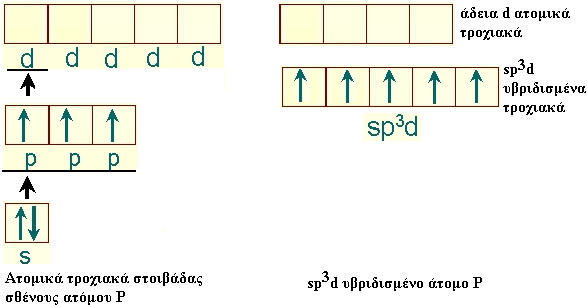 d d d d d
p p p
s
Ατομικά τροχιακά στοιβάδας
σθένους ατόμου P
άδεια d ατομικά
τροχιακά
sp³d
υβριδισμένα
τροχιακά
sp³d
sp³d υβριδισμένο άτομο P